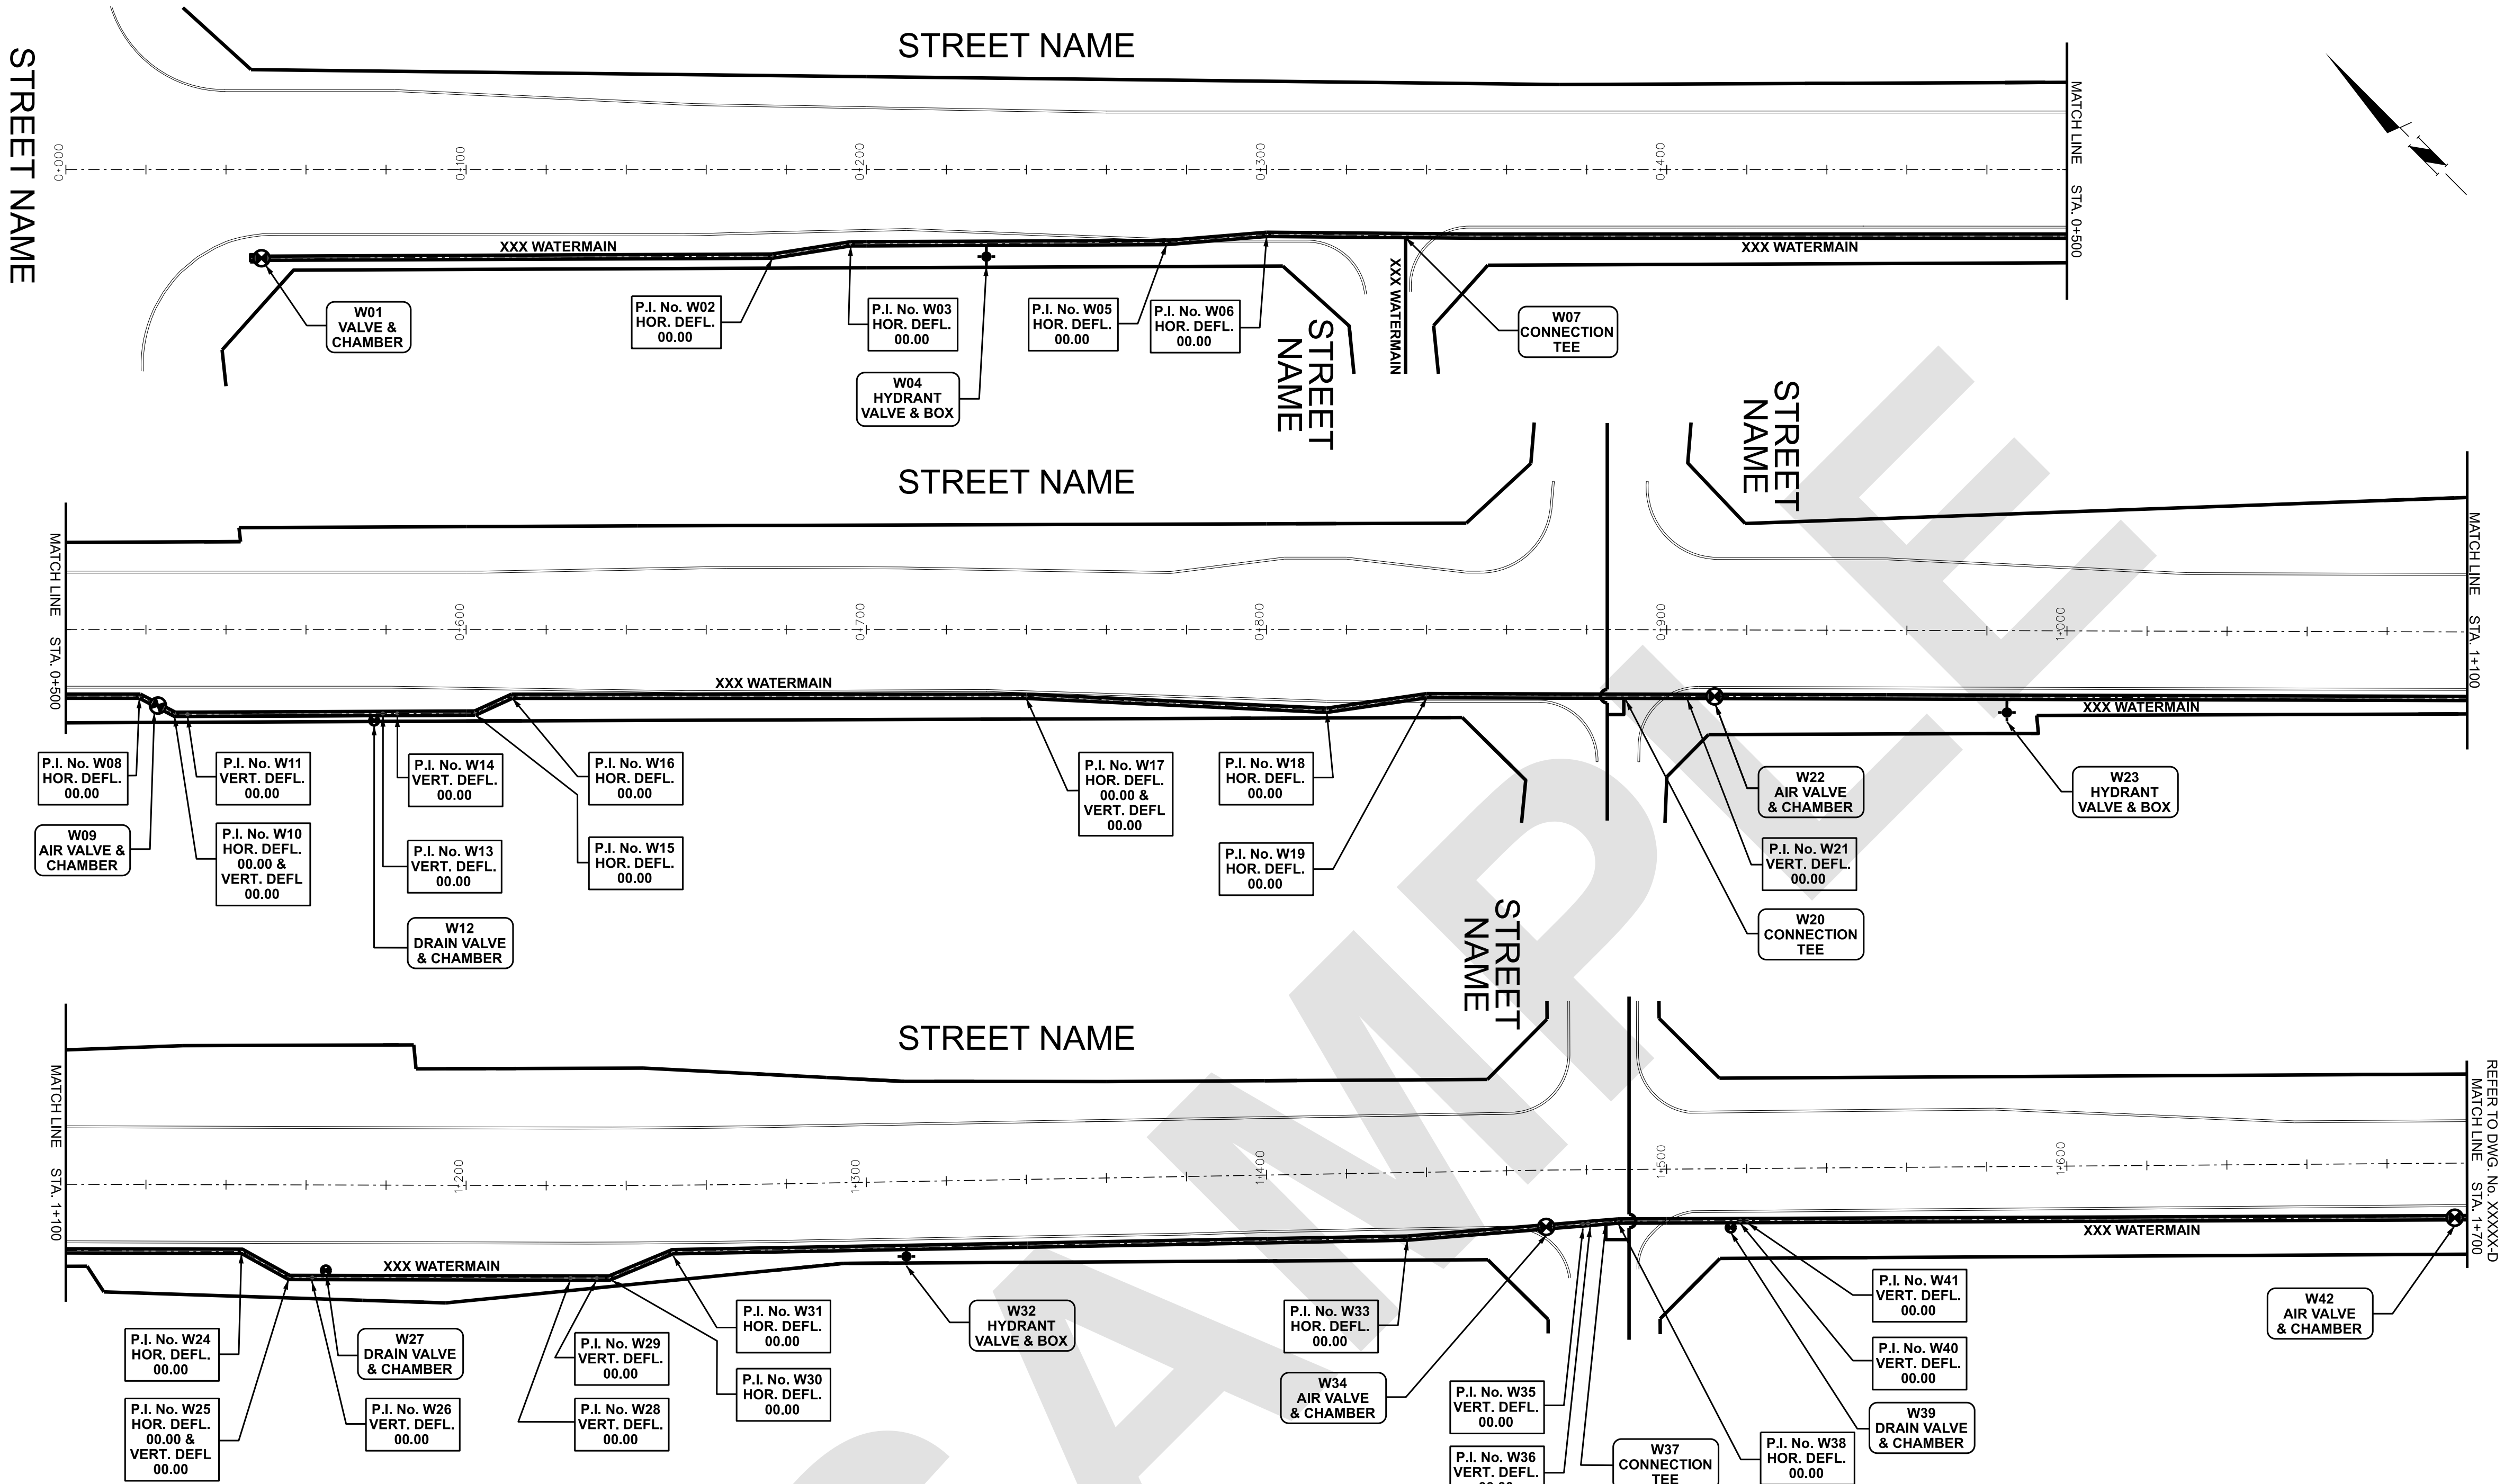 STREET NAME
STREET NAME
MATCH LINE STA. 0+500
0+000
0+100
0+200
0+300
0+400
XXX WATERMAIN
XXX WATERMAIN
XXX WATERMAIN
W01
VALVE &
CHAMBER
P.I. No. W02
HOR. DEFL.
00.00
P.I. No. W03
HOR. DEFL.
00.00
W04
HYDRANT
VALVE & BOX
P.I. No. W05
HOR. DEFL.
00.00
P.I. No. W06
HOR. DEFL.
00.00
W07
CONNECTION
TEE
STREET
NAME
STREET NAME
STREET
NAME
MATCH LINE STA. 0+500
MATCH LINE STA. 1+100
0+600
0+700
0+800
0+900
1+000
XXX WATERMAIN
XXX WATERMAIN
P.I. No. W08
HOR. DEFL.
00.00
W09
AIR VALVE &
CHAMBER
P.I. No. W11
VERT. DEFL.
00.00
P.I. No. W10
HOR. DEFL.
00.00 &
VERT. DEFL
00.00
P.I. No. W14
VERT. DEFL.
00.00
P.I. No. W13
VERT. DEFL.
00.00
W12
DRAIN VALVE
& CHAMBER
P.I. No. W16
HOR. DEFL.
00.00
P.I. No. W15
HOR. DEFL.
00.00
P.I. No. W17
HOR. DEFL.
00.00 &
VERT. DEFL
00.00
P.I. No. W18
HOR. DEFL.
00.00
P.I. No. W19
HOR. DEFL.
00.00
W22
AIR VALVE
& CHAMBER
P.I. No. W21
VERT. DEFL.
00.00
W20
CONNECTION
TEE
W23
HYDRANT
VALVE & BOX
STREET
NAME
STREET NAME
MATCH LINE STA. 1+100
REFER TO DWG. No. XXXXX-D
MATCH LINE STA. 1+700
1+200
1+300
1+400
1+500
1+600
XXX WATERMAIN
XXX WATERMAIN
P.I. No. W24
HOR. DEFL.
00.00
P.I. No. W25
HOR. DEFL.
00.00 &
VERT. DEFL
00.00
W27
DRAIN VALVE
& CHAMBER
P.I. No. W26
VERT. DEFL.
00.00
P.I. No. W29
VERT. DEFL.
00.00
P.I. No. W28
VERT. DEFL.
00.00
P.I. No. W31
HOR. DEFL.
00.00
P.I. No. W30
HOR. DEFL.
00.00
W32
HYDRANT
VALVE & BOX
P.I. No. W33
HOR. DEFL.
00.00
W34
AIR VALVE
& CHAMBER
P.I. No. W35
VERT. DEFL.
00.00
P.I. No. W36
VERT. DEFL.
W37
CONNECTION
TEE
P.I. No. W38
HOR. DEFL.
00.00
P.I. No. W41
VERT. DEFL.
00.00
P.I. No. W40
VERT. DEFL.
00.00
W39
DRAIN VALVE
& CHAMBER
W42
AIR VALVE
& CHAMBER
SAMPLE